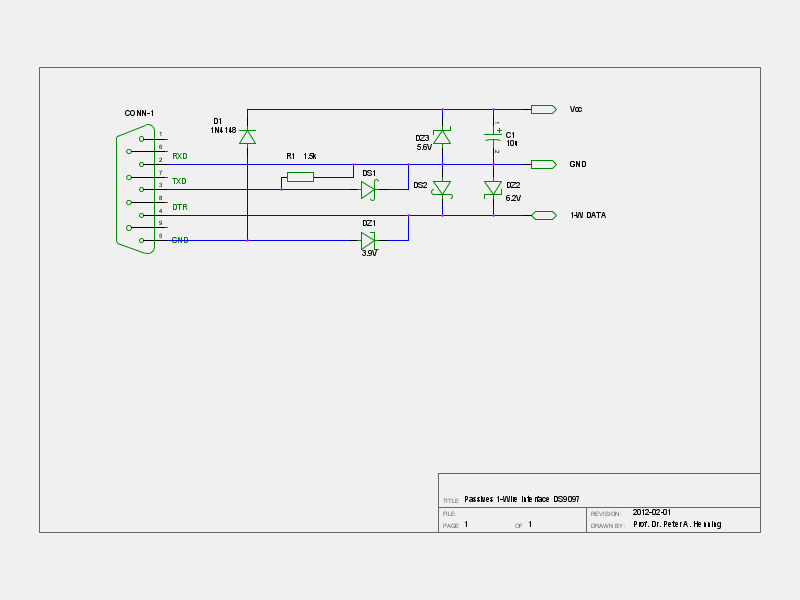 CONN-1
1
6
2
7
3
8
4
9
5
RXD
TXD
DTR
GND
D1
1N4148
R1 1.5k
DS1
DZ1
3.9V
DZ3
5.6V
DS2
C1
10u
1
+
2
DZ2
6.2V
Vcc
GND
1-W DATA
TITLE Passives 1-Wire Interface DS9097
FILE:
REVISION: 2012-02-01
PAGE 1 OF 1
DRAWN BY: Prof. Dr. Peter A. Henning